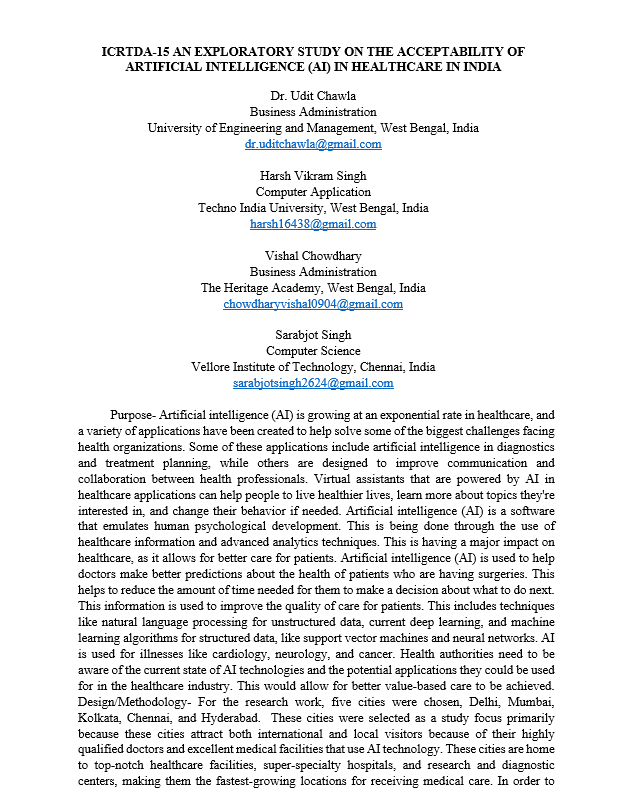 ICRTDA-15 AN EXPLORATORY STUDY ON THE ACCEPTABILITY OF
ARTIFICIAL INTELLIGENCE (AI) IN HEALTHCARE IN INDIA
Dr. Udit Chawla
Business Administration
University of Engineering and Management, West Bengal, India
dr.uditchawla@gmail.com
Harsh Vikram Singh
Computer Application
Techno India University, West Bengal, India
harsh16438@gmail.com
Vishal Chowdhary
Business Administration
The Heritage Academy, West Bengal, India
chowdharyvishal0904@gmail.com
Sarabjot Singh
Computer Science
Vellore Institute of Technology, Chennai, India
sarabjotsingh2624@gmail.com
Purpose- Artificial intelligence (AI) is growing at an exponential rate in healthcare, and
a variety of applications have been created to help solve some of the biggest challenges facing
health organizations. Some of these applications include artificial intelligence in diagnostics
and treatment planning, while others are designed to improve communication and
collaboration between health professionals. Virtual assistants that are powered by AI in
healthcare applications can help people to live healthier lives, learn more about topics they're
interested in, and change their behavior if needed. Artificial intelligence (AI) is a software
that emulates human psychological development. This is being done through the use of
healthcare information and advanced analytics techniques. This is having a major impact on
healthcare, as it allows for better care for patients. Artificial intelligence (AI) is used to help
doctors make better predictions about the health of patients who are having surgeries. This
helps to reduce the amount of time needed for them to make a decision about what to do next.
This information is used to improve the quality of care for patients. This includes techniques
like natural language processing for unstructured data, current deep learning, and machine
learning algorithms for structured data, like support vector machines and neural networks. AI
is used for illnesses like cardiology, neurology, and cancer. Health authorities need to be
aware of the current state of AI technologies and the potential applications they could be used
for in the healthcare industry. This would allow for better value-based care to be achieved.
Design/Methodology- For the research work, five cities were chosen, Delhi, Mumbai,
Kolkata, Chennai, and Hyderabad. These cities were selected as a study focus primarily
because these cities attract both international and local visitors because of their highly
qualified doctors and excellent medical facilities that use AI technology. These cities are home
to top-notch healthcare facilities, super-specialty hospitals, and research and diagnostic
centers, making them the fastest-growing locations for receiving medical care. In order to